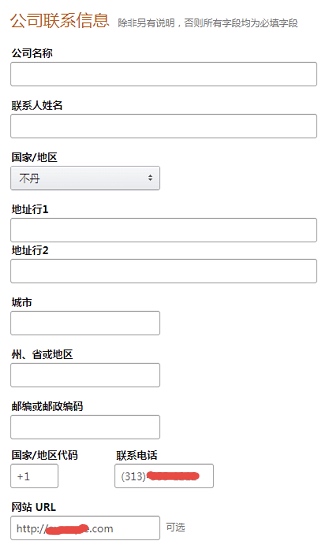 公司联系信息 除非另有说明，否则所有字段均为必填字段
公司名称
联系人姓名
国家/地区
不丹
地址行1
地址行2
城市
州、省或地区
邮编或邮政编码
国家/地区代码 联系电话
+1 (313)
网站 URL
http:// .com 可选